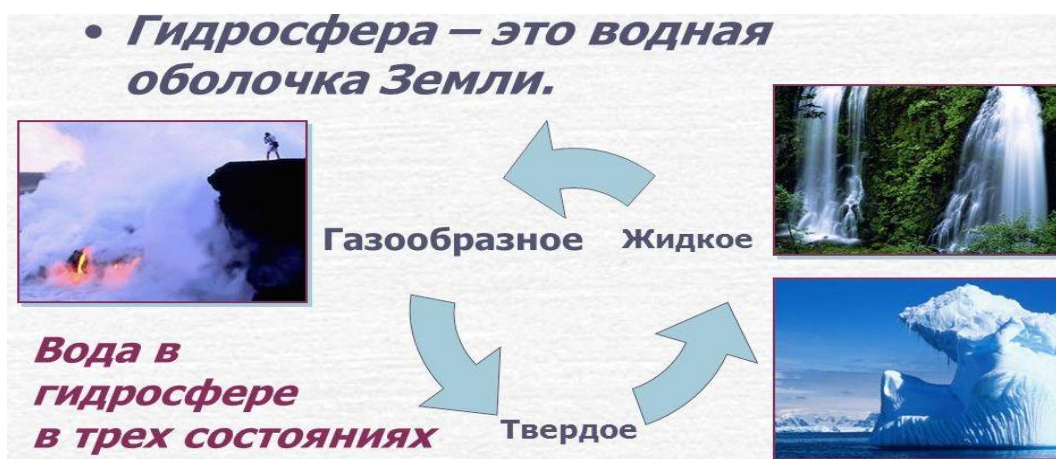 • Гидросфера – это водная
оболочка Земли.
Газообразное
Жидкое
Вода в
гидросфере
в трех состояниях
Твердое